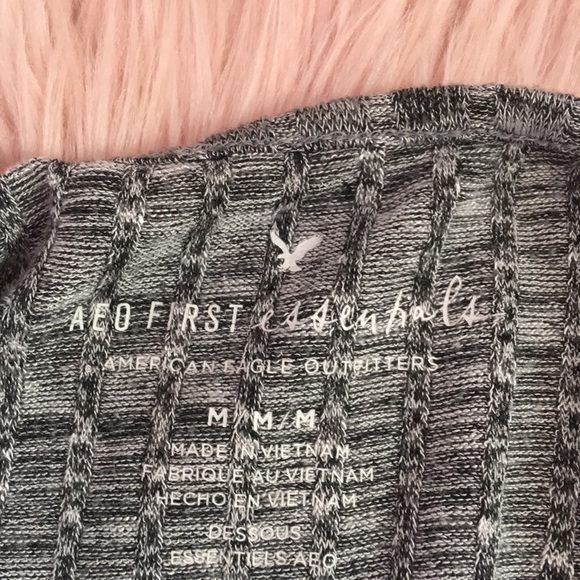 AEO FIRST essentials
AMERICAN EAGLE OUTFITTERS
M/M/M
MADE IN VIETNAM
FABRIQUE AU VIETNAM
HECHO EN VIETNAM
DESSOUS
ESSENTIELS AEO